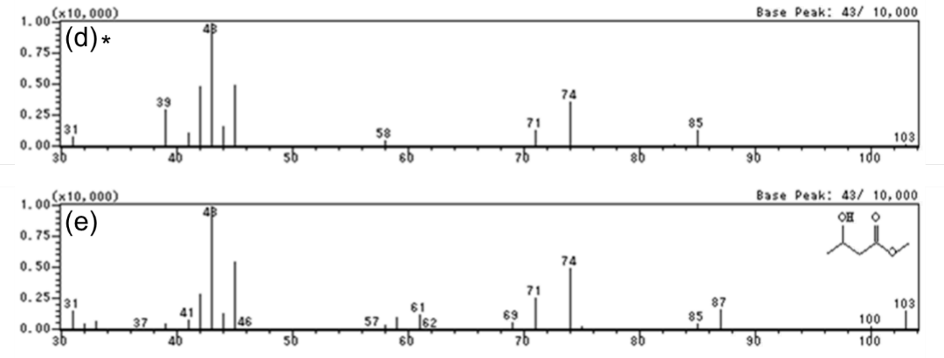 (x10,000) Base Peak: 43/ 10,000
1.00
(d)*
0.75
0.50
0.25
0.00
31 39 43 58 71 74 85 103
30 40 50 60 70 80 90 100
(x10,000) Base Peak: 43/ 10,000
1.00
(e)
0.75
0.50
0.25
0.00
OH O
O
31 37 41 43 46 57 61 62 69 71 74 85 87 100 103
30 40 50 60 70 80 90 100